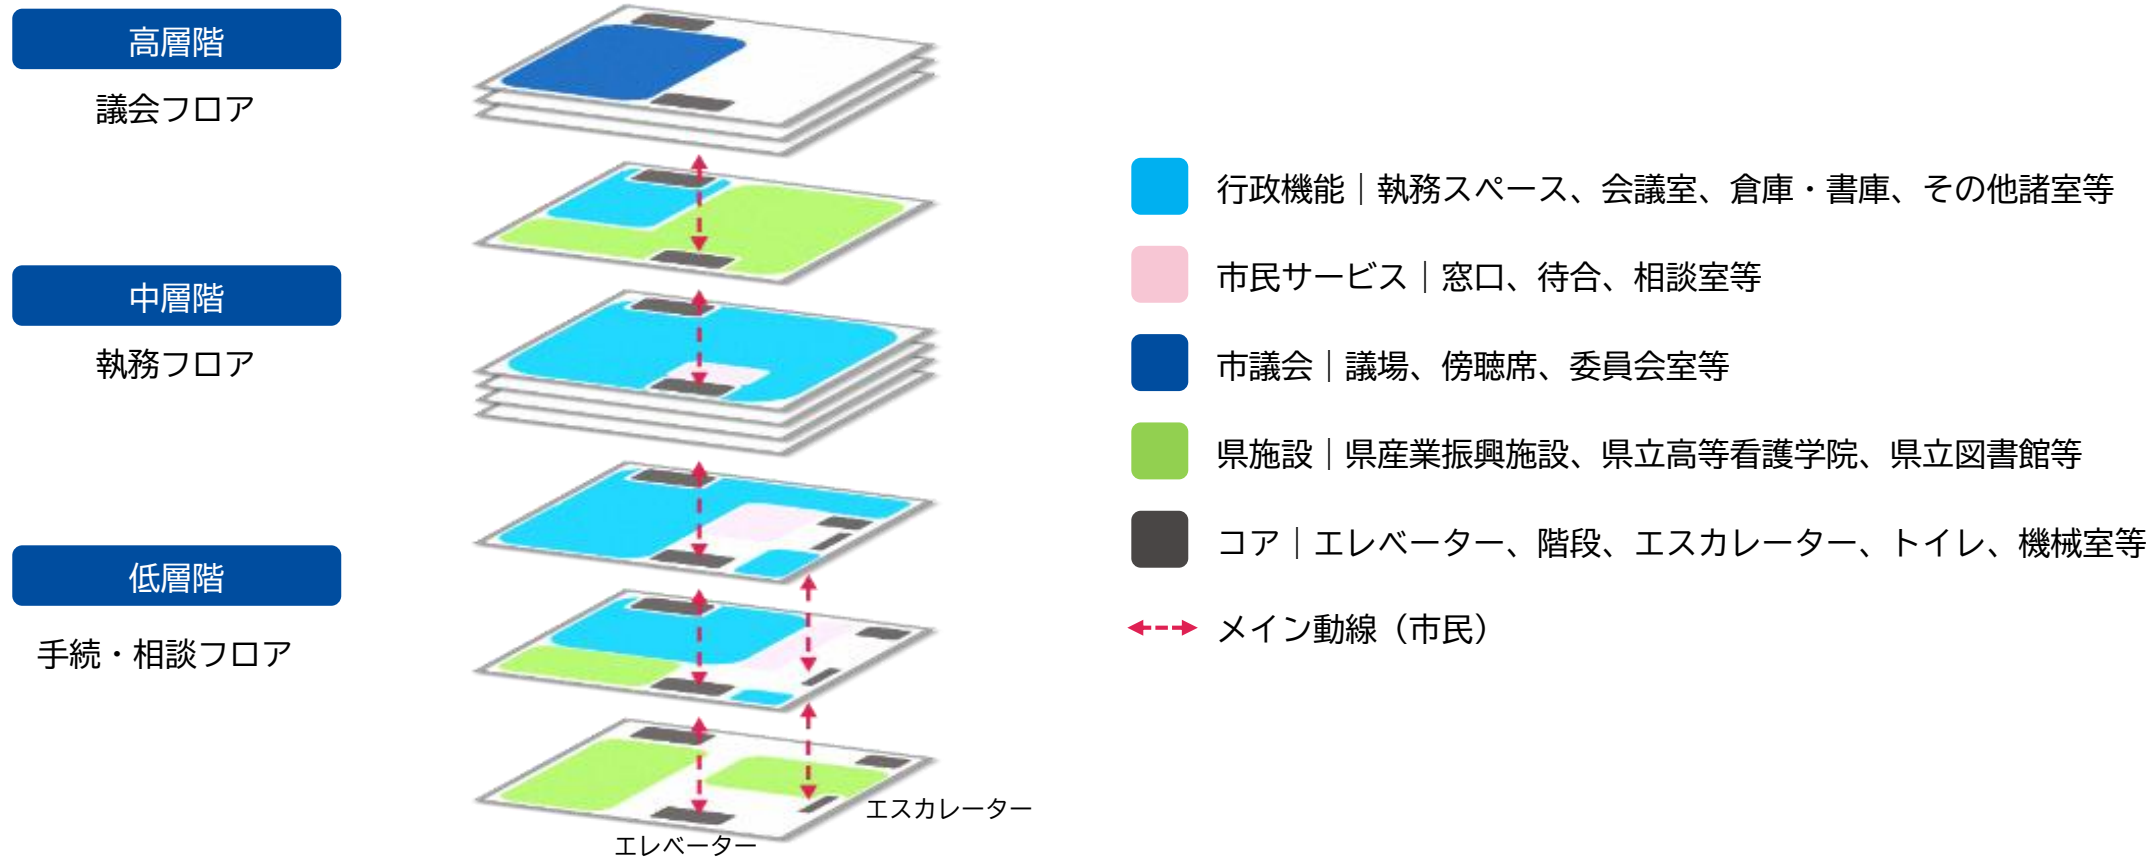 高層階
議会フロア
中層階
執務フロア
低層階
手続・相談フロア
エスカレーター
エレベーター
行政機能｜執務スペース、会議室、倉庫・書庫、その他諸室等
市民サービス｜窓口、待合、相談室等
市議会｜議場、傍聴席、委員会室等
県施設｜県産業振興施設、県立高等看護学院、県立図書館等
コア｜エレベーター、階段、エスカレーター、トイレ、機械室等
メイン動線（市民）